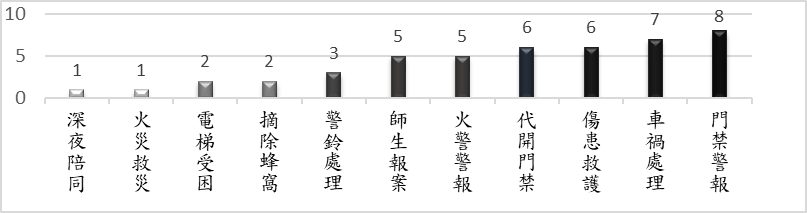 10
5
0
1
1
2
2
3
5
5
6
6
7
8
深夜陪同
火災救災
電梯受困
摘除蜂窩
警鈴處理
師生報案
火警警報
代開門禁
傷患救護
車禍處理
門禁警報